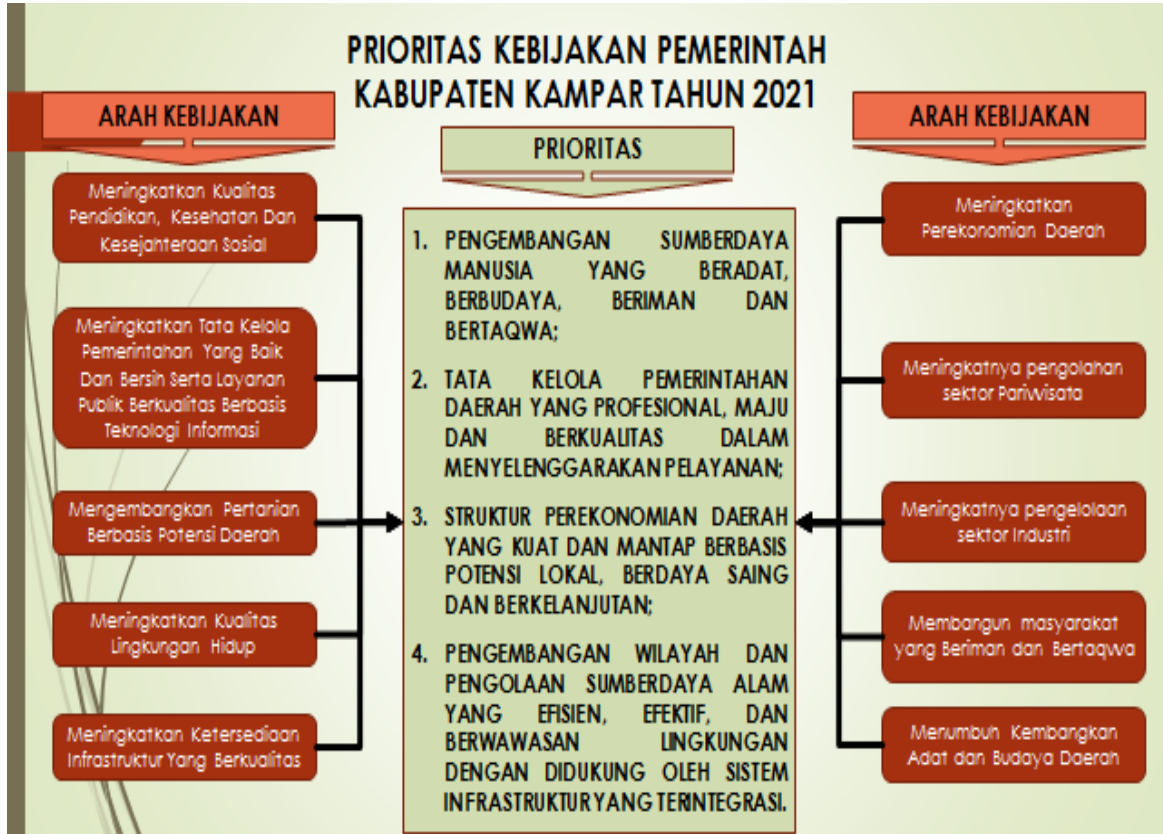 PRIORITAS KEBIJAKAN PEMERINTAH
KABUPATEN KAMPAR TAHUN 2021
ARAH KEBIJAKAN
Meningkatkan Kualitas
Pendidikan, Kesehatan Dan
Kesejahteraan Sosial
Meningkatkan Tata Kelola
Pemerintahan Yang Baik
Dan Bersih Serta Layanan
Publik Berkualitas Berbasis
Teknologi Informasi
Mengembangkan Pertanian
Berbasis Potensi Daerah
Meningkatkan Kualitas
Lingkungan Hidup
Meningkatkan Ketersediaan
Infrastruktur Yang Berkualitas
PRIORITAS
1. PENGEMBANGAN SUMBERDAYA
MANUSIA YANG BERADAT,
BERBUDAYA, BERIMAN DAN
BERTAQWA;
2. TATA KELOLA PEMERINTAHAN
DAERAH YANG PROFESIONAL, MAJU
DAN BERKUALITAS DALAM
MENYELENGGARAKAN PELAYANAN;
3. STRUKTUR PEREKONOMIAN DAERAH
YANG KUAT DAN MANTAP BERBASIS
POTENSI LOKAL, BERDAYA SAING
DAN BERKELANJUTAN;
4. PENGEMBANGAN WILAYAH DAN
PENGOLAAN SUMBERDAYA ALAM
YANG EFISIEN, EFEKTIF, DAN
BERWAWASAN LINGKUNGAN
DENGAN DIDUKUNG OLEH SISTEM
INFRASTRUKTUR YANG TERINTEGRASI.
ARAH KEBIJAKAN
Meningkatkan
Perekonomian Daerah
Meningkatnya pengolahan
sektor Pariwisata
Meningkatnya pengelolaan
sektor Industri
Membangun masyarakat
yang Beriman dan Bertaqwa
Menumbuh Kembangkan
Adat dan Budaya Daerah